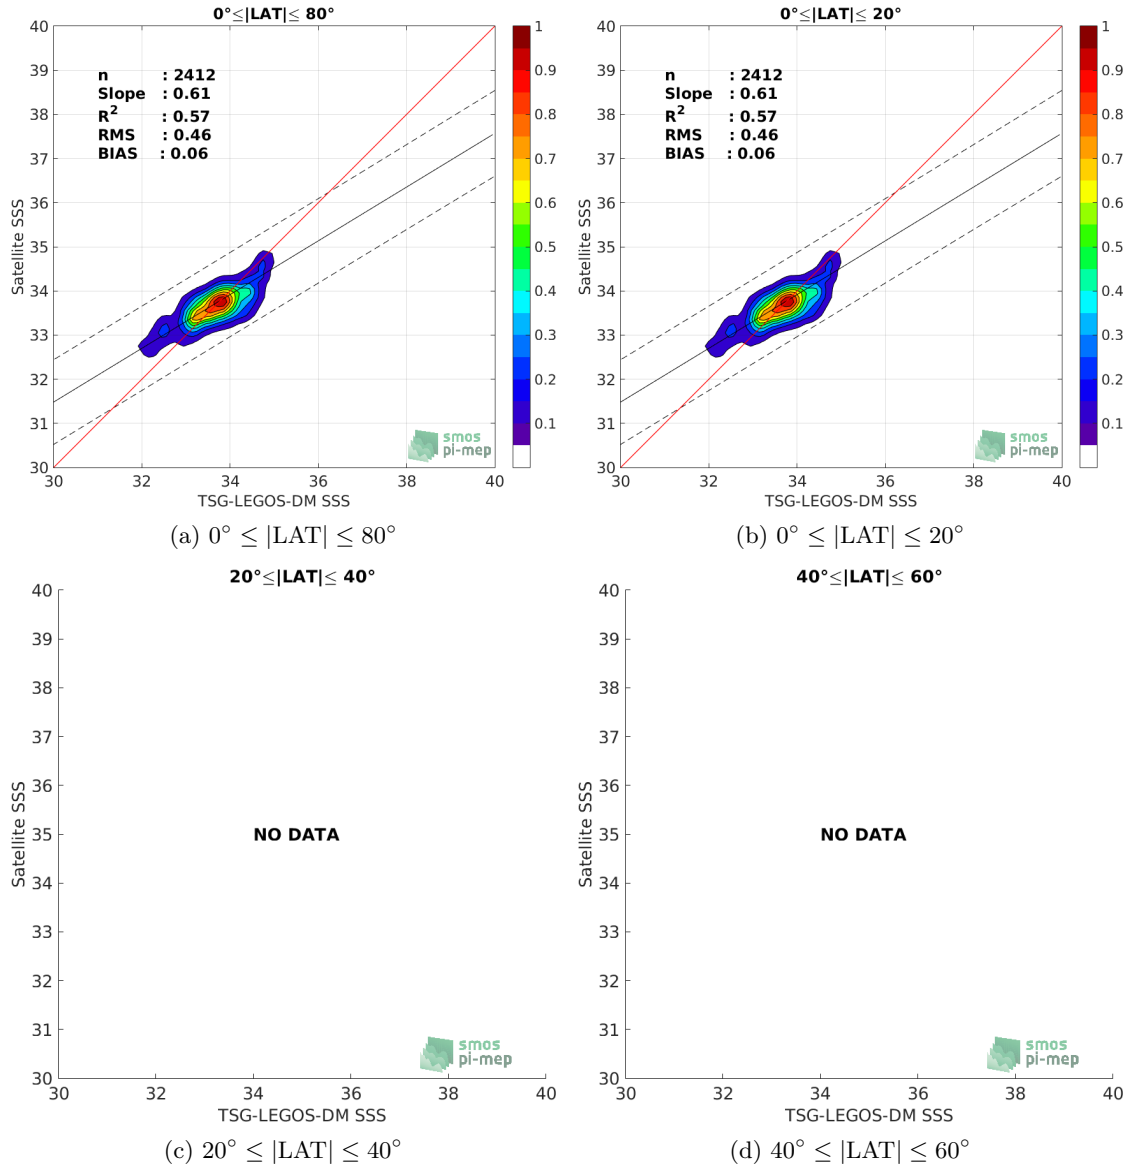 0°≤|LAT|≤ 80°
n : 2412
Slope : 0.61
R² : 0.57
RMS : 0.46
BIAS : 0.06
40
39
38
37
36
35
34
33
32
31
30
Satellite SSS
30 32 34 36 38 40
TSG-LEGOS-DM SSS
smos
pi-mep
1
0.9
0.8
0.7
0.6
0.5
0.4
0.3
0.2
0.1
(a) 0° ≤ |LAT| ≤ 80°
0°≤|LAT|≤ 20°
n : 2412
Slope : 0.61
R² : 0.57
RMS : 0.46
BIAS : 0.06
40
39
38
37
36
35
34
33
32
31
30
Satellite SSS
30 32 34 36 38 40
TSG-LEGOS-DM SSS
smos
pi-mep
1
0.9
0.8
0.7
0.6
0.5
0.4
0.3
0.2
0.1
(b) 0° ≤ |LAT| ≤ 20°
20°≤|LAT|≤ 40°
40
39
38
37
36
35
34
33
32
31
30
Satellite SSS
NO DATA
smos
pi-mep
30 32 34 36 38 40
TSG-LEGOS-DM SSS
(c) 20° ≤ |LAT| ≤ 40°
40°≤|LAT|≤ 60°
40
39
38
37
36
35
34
33
32
31
30
Satellite SSS
NO DATA
smos
pi-mep
30 32 34 36 38 40
TSG-LEGOS-DM SSS
(d) 40° ≤ |LAT| ≤ 60°